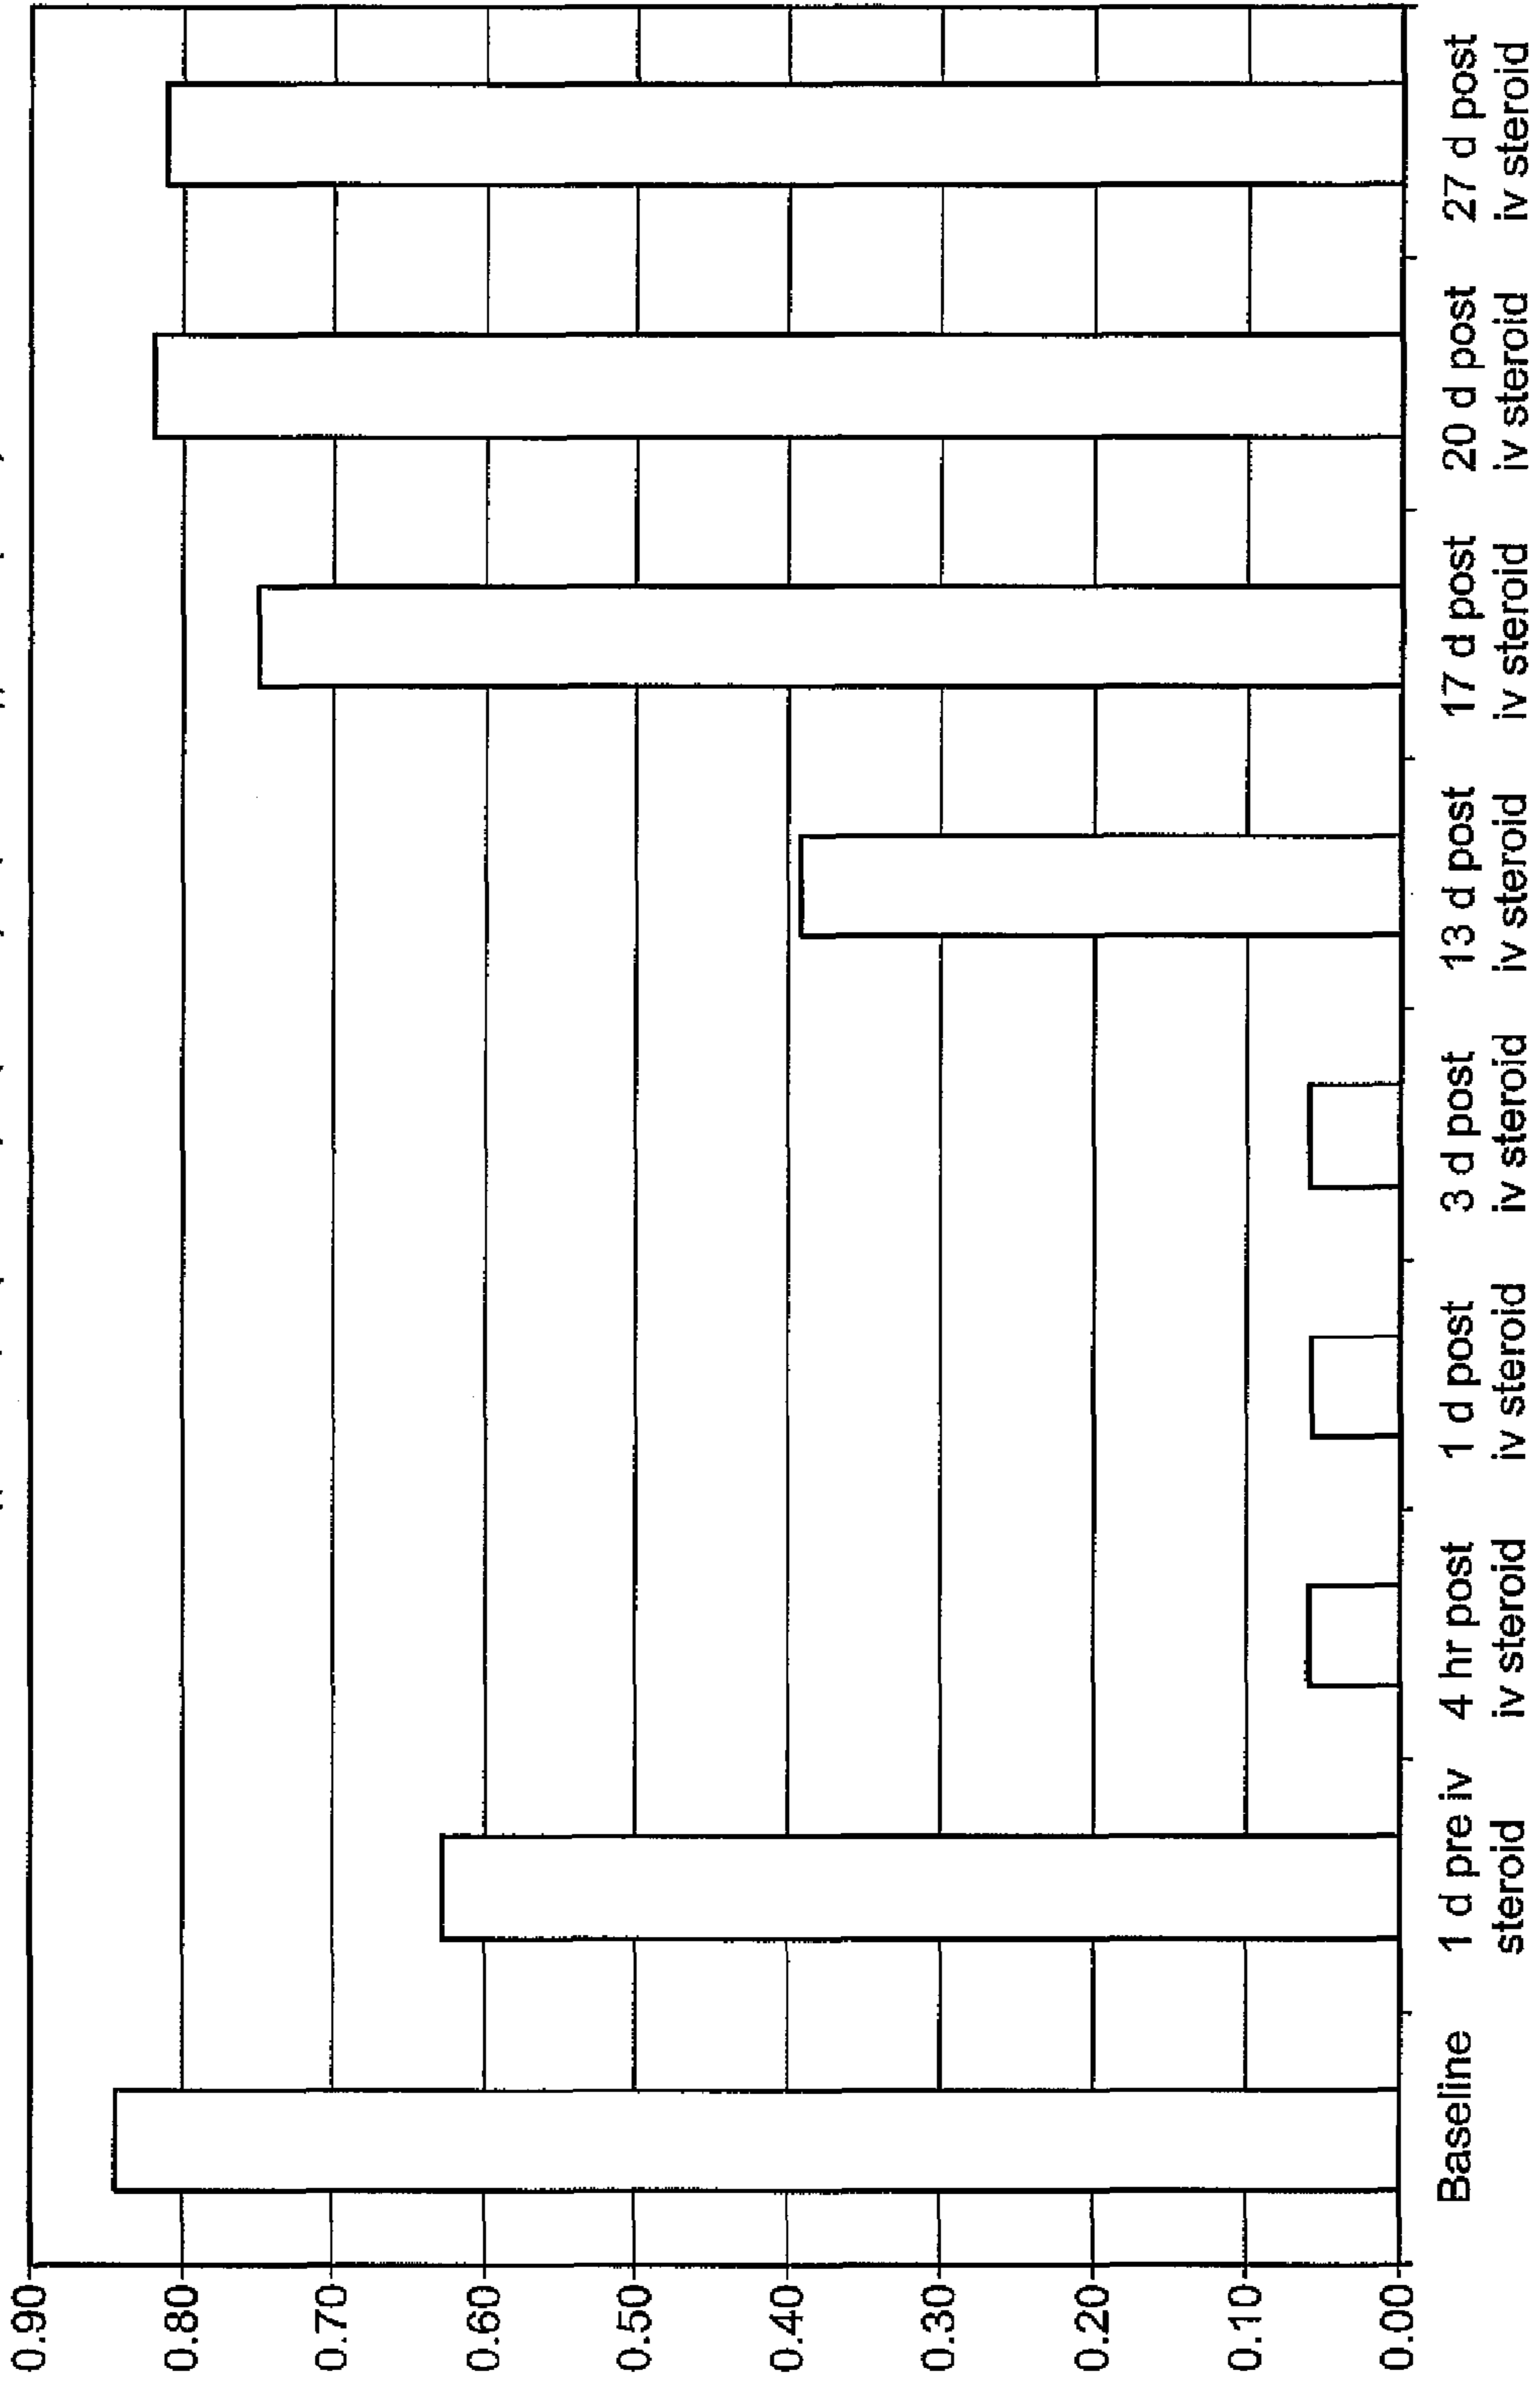 0.90
0.80
0.70
0.60
0.50
0.40
0.30
0.20
0.10
0.00
Baseline
1 d pre iv
steroid
4 hr post
iv steroid
1 d post
iv steroid
3 d post
iv steroid
13 d post
iv steroid
17 d post
iv steroid
20 d post
iv steroid
27 d post
iv steroid